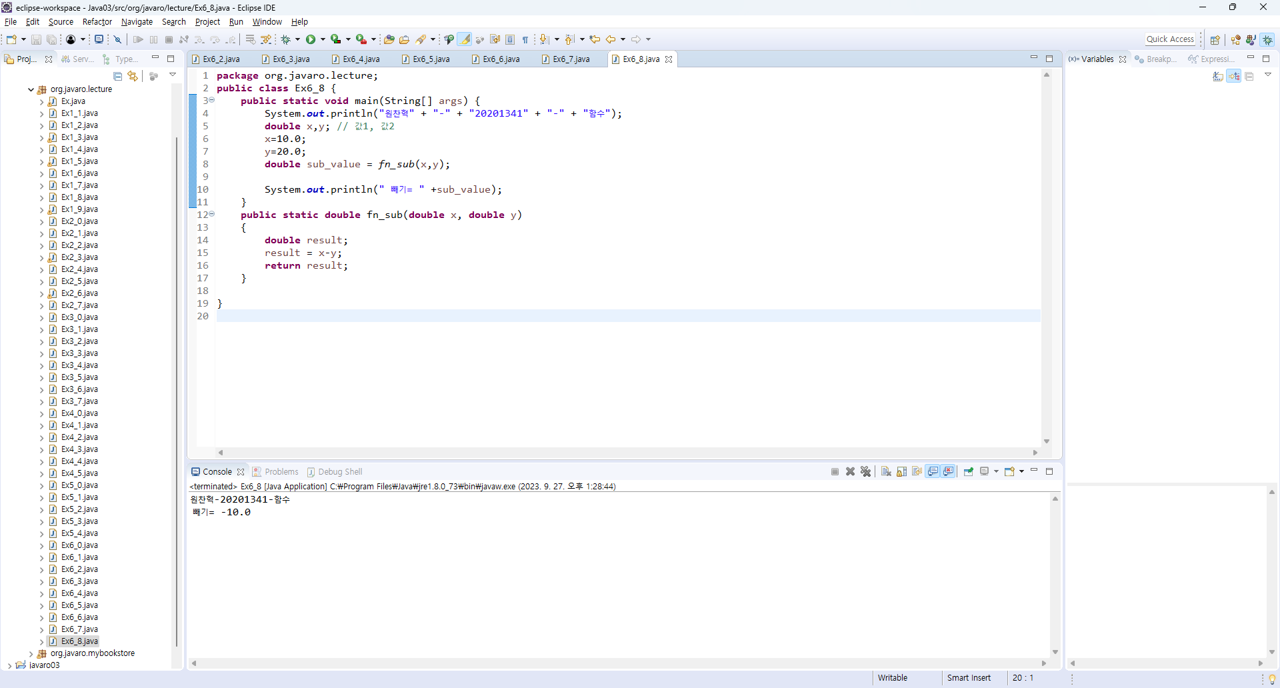 eclipse-workspace - Java03/src/org/javaro/lecture/Ex6_8.java - Eclipse IDE
File Edit Source Refactor Navigate Search Project Run Window Help
Quick Access
Proj... Serv... Type...
org.javaro.lecture
Ex.java
Ex1_1.java
Ex1_2.java
Ex1_3.java
Ex1_4.java
Ex1_5.java
Ex1_6.java
Ex1_7.java
Ex1_8.java
Ex1_9.java
Ex2_0.java
Ex2_1.java
Ex2_2.java
Ex2_3.java
Ex2_4.java
Ex2_5.java
Ex2_6.java
Ex2_7.java
Ex3_0.java
Ex3_1.java
Ex3_2.java
Ex3_3.java
Ex3_4.java
Ex3_5.java
Ex3_6.java
Ex3_7.java
Ex4_0.java
Ex4_1.java
Ex4_2.java
Ex4_3.java
Ex4_4.java
Ex4_5.java
Ex5_0.java
Ex5_1.java
Ex5_2.java
Ex5_3.java
Ex5_4.java
Ex6_0.java
Ex6_1.java
Ex6_2.java
Ex6_3.java
Ex6_4.java
Ex6_5.java
Ex6_6.java
Ex6_7.java
Ex6_8.java
org.javaro.mybookstore
javaro03
Ex6_2.java Ex6_3.java Ex6_4.java Ex6_5.java Ex6_6.java Ex6_7.java Ex6_8.java
1 package org.javaro.lecture;
2 public class Ex6_8 {
3 public static void main(String[] args) {
4 System.out.println("원찬혁" + "-" + "20201341" + "-" + "함수");
5 double x,y; // 값1, 값2
6 x=10.0;
7 y=20.0;
8 double sub_value = fn_sub(x,y);
9
10 System.out.println(" 빼기= " +sub_value);
11 }
12 public static double fn_sub(double x, double y)
13 {
14 double result;
15 result = x-y;
16 return result;
17 }
18
19 }
20
Console Problems Debug Shell
<terminated> Ex6_8 [Java Application] C:₩Program Files₩Java₩jre1.8.0_73₩bin₩javaw.exe (2023. 9. 27. 오후 1:28:44)
원찬혁-20201341-함수
빼기= -10.0
Variables Breakp... Expressi...
Writable Smart Insert 20 : 1